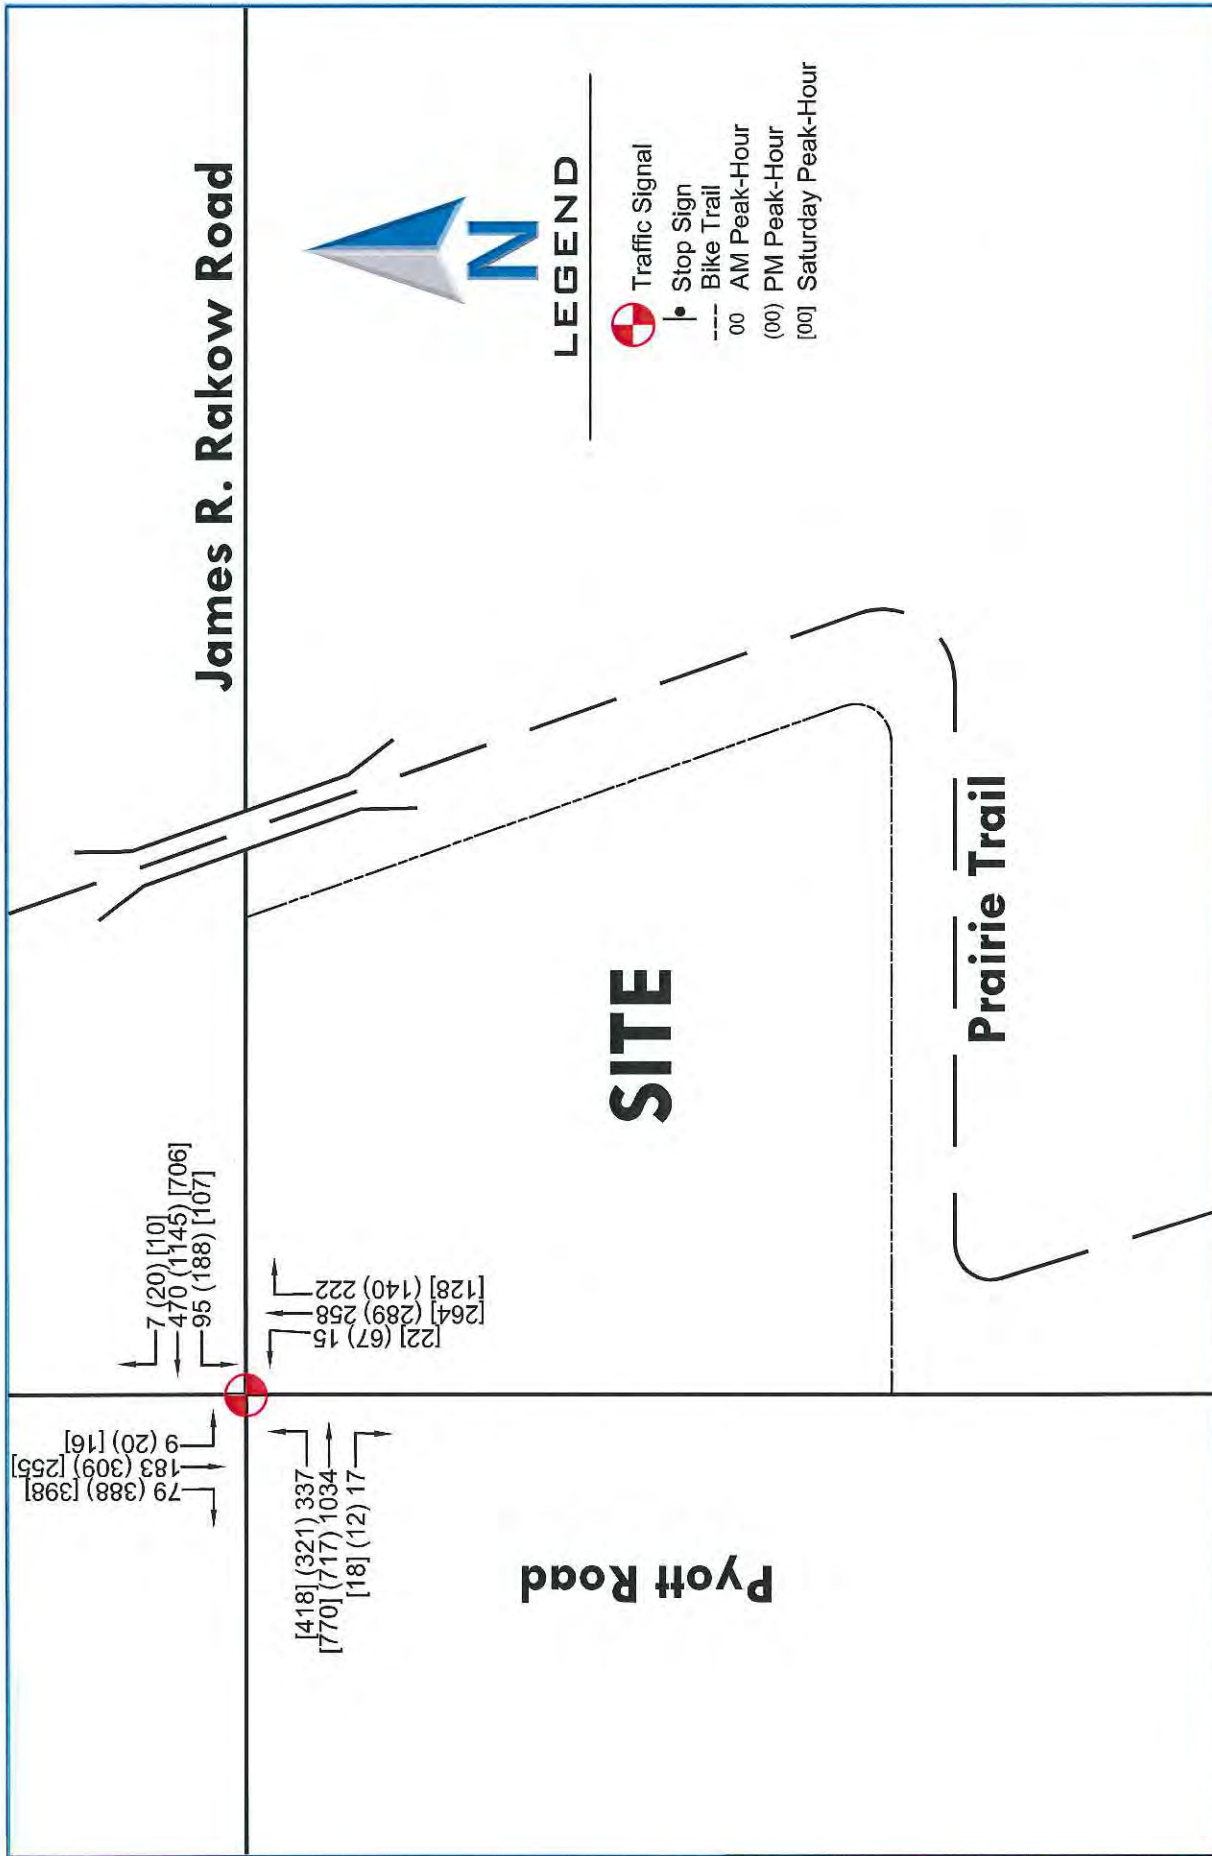 James R. Rakow Road
N
LEGEND
Traffic Signal
Stop Sign
Bike Trail
00 AM Peak-Hour
(00) PM Peak-Hour
[00] Saturday Peak-Hour
7 (20) [10]
470 (1145) [706]
95 (188) [107]
79 (388) [398]
183 (309) [255]
9 (20) [16]
[418] (321) 337
[770] (717) 1034
[18] (12) 17
[22] (67) 15
[264] (289) 258
[128] (140) 222
SITE
Prairie Trail
Pyott Road